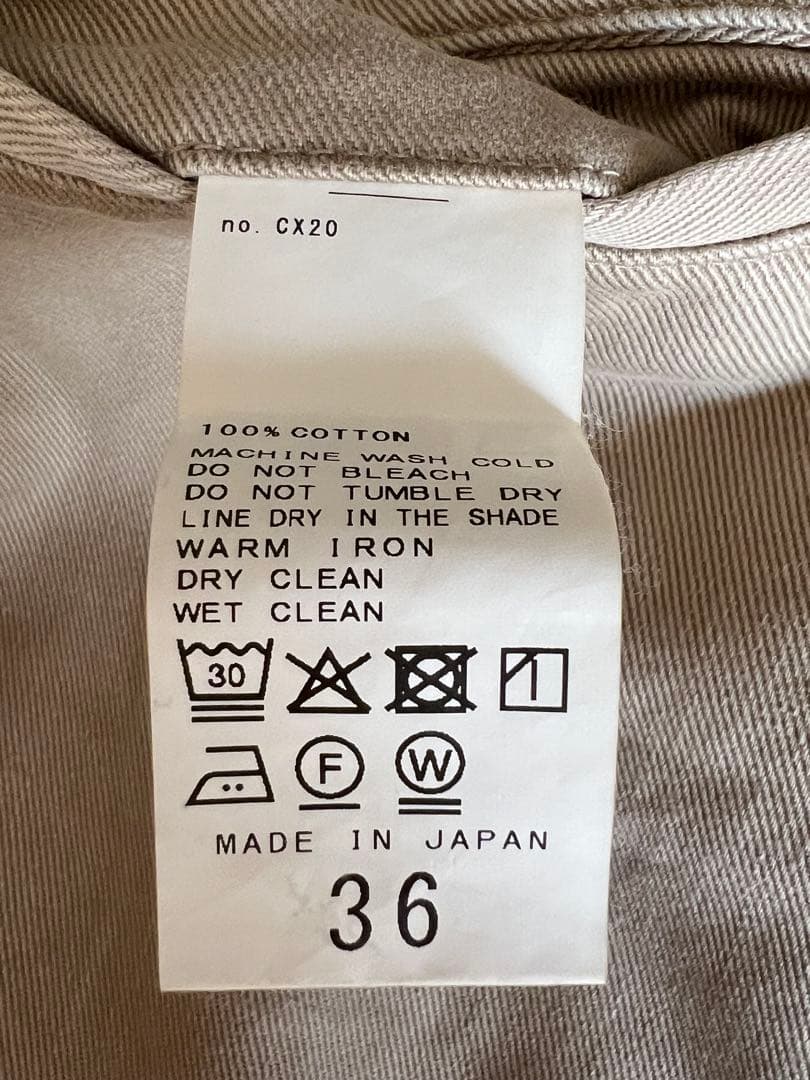 no. CX20
100% COTTON
MACHINE WASH COLD
DO NOT BLEACH
DO NOT TUMBLE DRY
LINE DRY IN THE SHADE
WARM IRON
DRY CLEAN
WET CLEAN
30
F W
MADE IN JAPAN
36